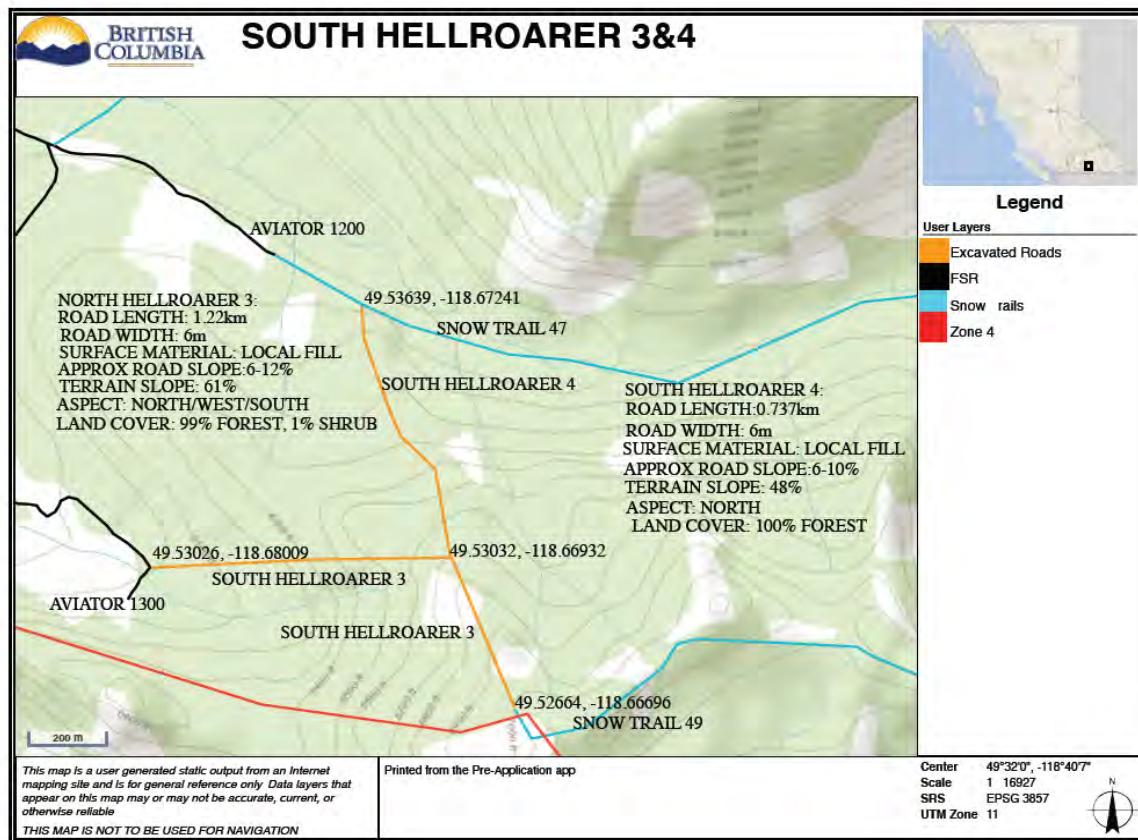 BRITISH
COLUMBIA
SOUTH HELLROARER 3&4
AVIATOR 1200
NORTH HELLROARER 3:
ROAD LENGTH: 1.22km
ROAD WIDTH: 6m
SURFACE MATERIAL: LOCAL FILL
APPROX ROAD SLOPE:6-12%
TERRAIN SLOPE: 61%
ASPECT: NORTH/WEST/SOUTH
LAND COVER: 99% FOREST, 1% SHRUB
49.53639, -118.67241
SNOW TRAIL 47
SOUTH HELLROARER 4
SOUTH HELLROARER 4:
ROAD LENGTH:0.737km
ROAD WIDTH: 6m
SURFACE MATERIAL: LOCAL FILL
APPROX ROAD SLOPE:6-10%
TERRAIN SLOPE: 48%
ASPECT: NORTH
LAND COVER: 100% FOREST
49.53026, -118.68009
49.53032, -118.66932
SOUTH HELLROARER 3
AVIATOR 1300
SOUTH HELLROARER 3
49.52664, -118.66696
SNOW TRAIL 49
200 m
Legend
User Layers
Excavated Roads
FSR
Snow rails
Zone 4
This map is a user generated static output from an Internet
mapping site and is for general reference only Data layers that
appear on this map may or may not be accurate, current, or
otherwise reliable
THIS MAP IS NOT TO BE USED FOR NAVIGATION
Printed from the Pre-Application app
Center 49°32'0", -118°40'7"
Scale 1 16927
SRS EPSG 3857
UTM Zone 11
N